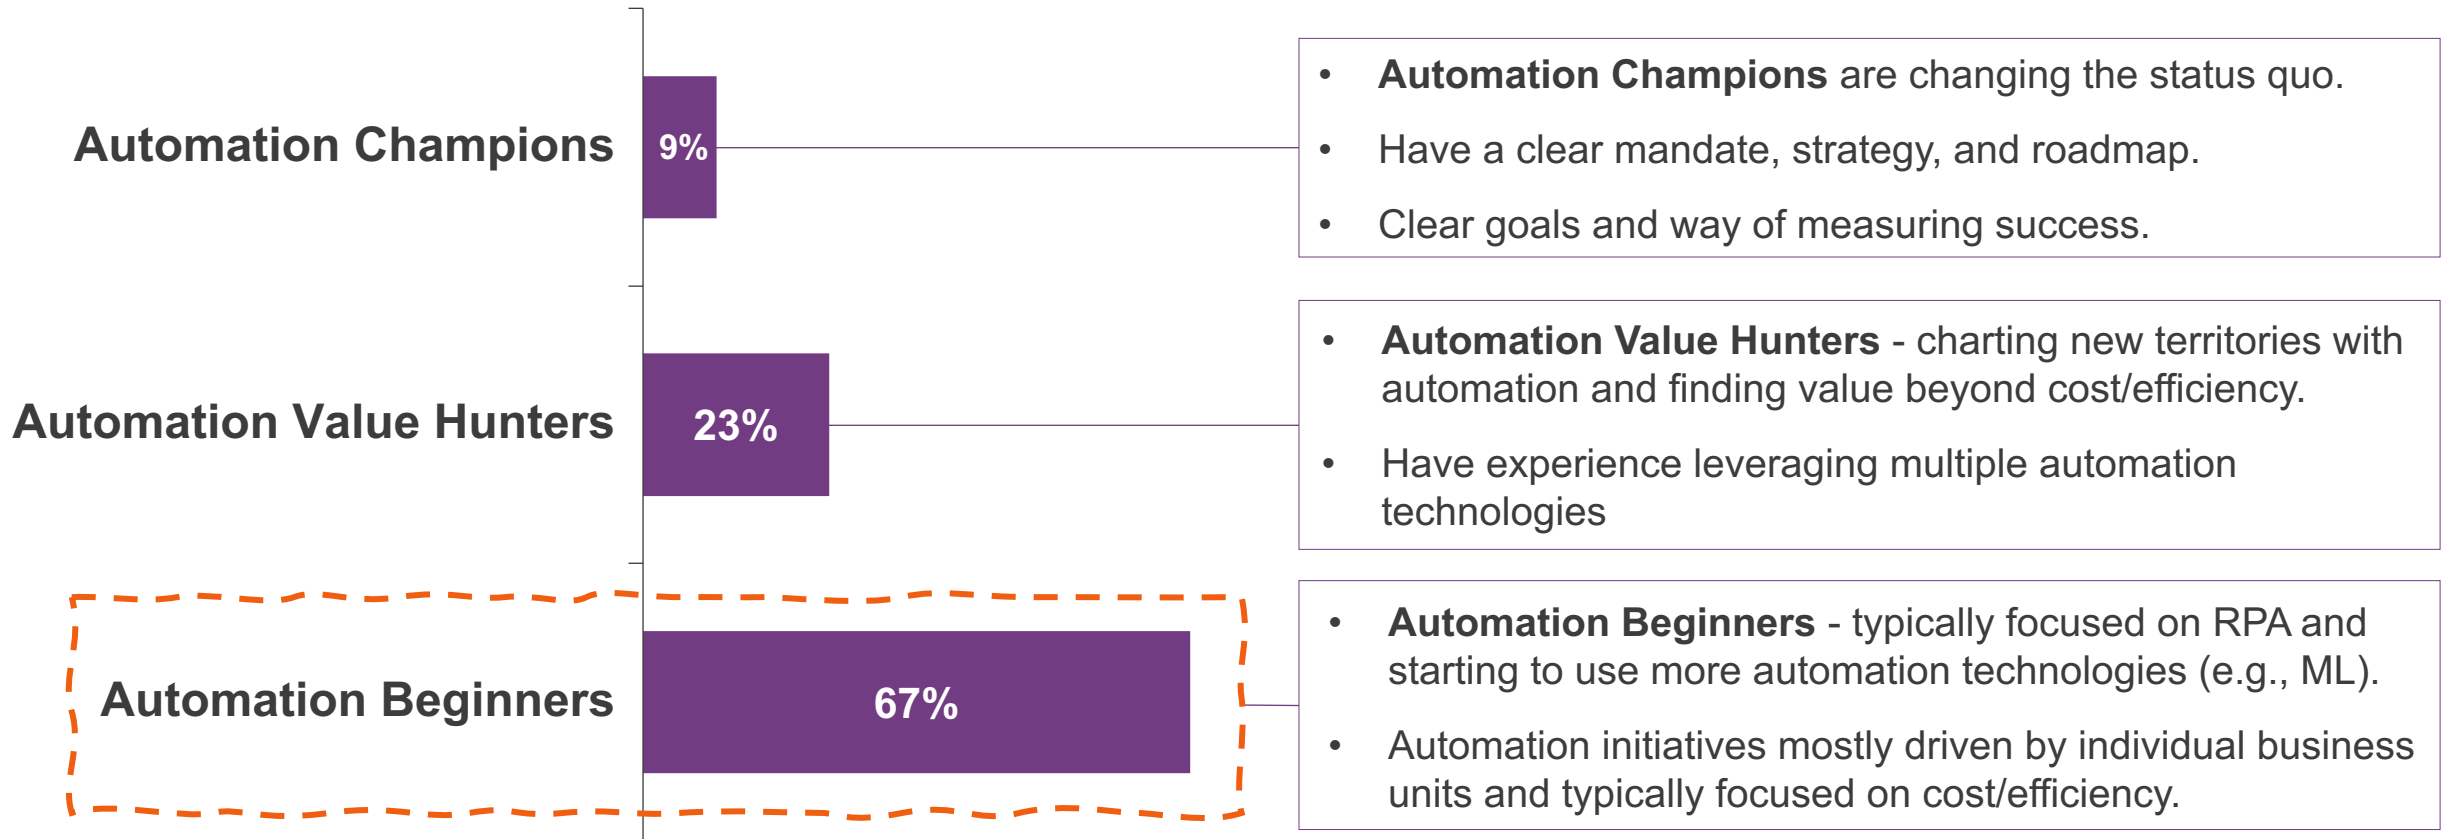 Automation Champions
9%
• Automation Champions are changing the status quo.
• Have a clear mandate, strategy, and roadmap.
• Clear goals and way of measuring success.
Automation Value Hunters
23%
• Automation Value Hunters - charting new territories with
automation and finding value beyond cost/efficiency.
• Have experience leveraging multiple automation
technologies
Automation Beginners
67%
• Automation Beginners - typically focused on RPA and
starting to use more automation technologies (e.g., ML).
• Automation initiatives mostly driven by individual business
units and typically focused on cost/efficiency.